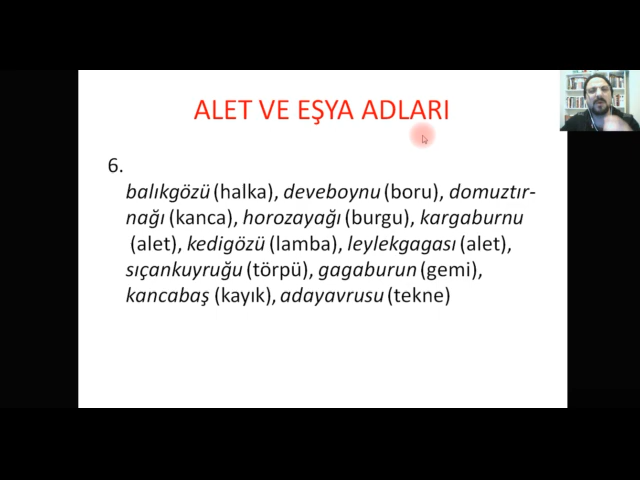 ALET VE EŞYA ADLARI
6.
balıkgözü (halka), deveboynu (boru), domuztır-
nağı (kanca), horozayağı (burgu), kargaburnu
(alet), kedigözü (lamba), leylekgagası (alet),
sıçankuyruğu (törpü), gagaburun (gemi),
kancabaş (kayık), adayavrusu (tekne)